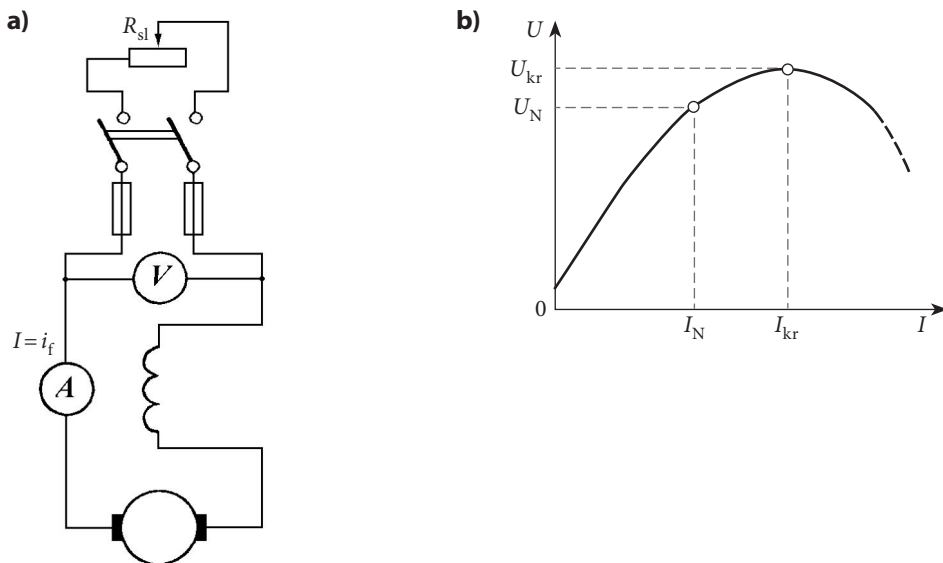 a)
R_sl
V
I = i_f
A
b)
U
U_kr
U_N
0
I_N
I_kr
I